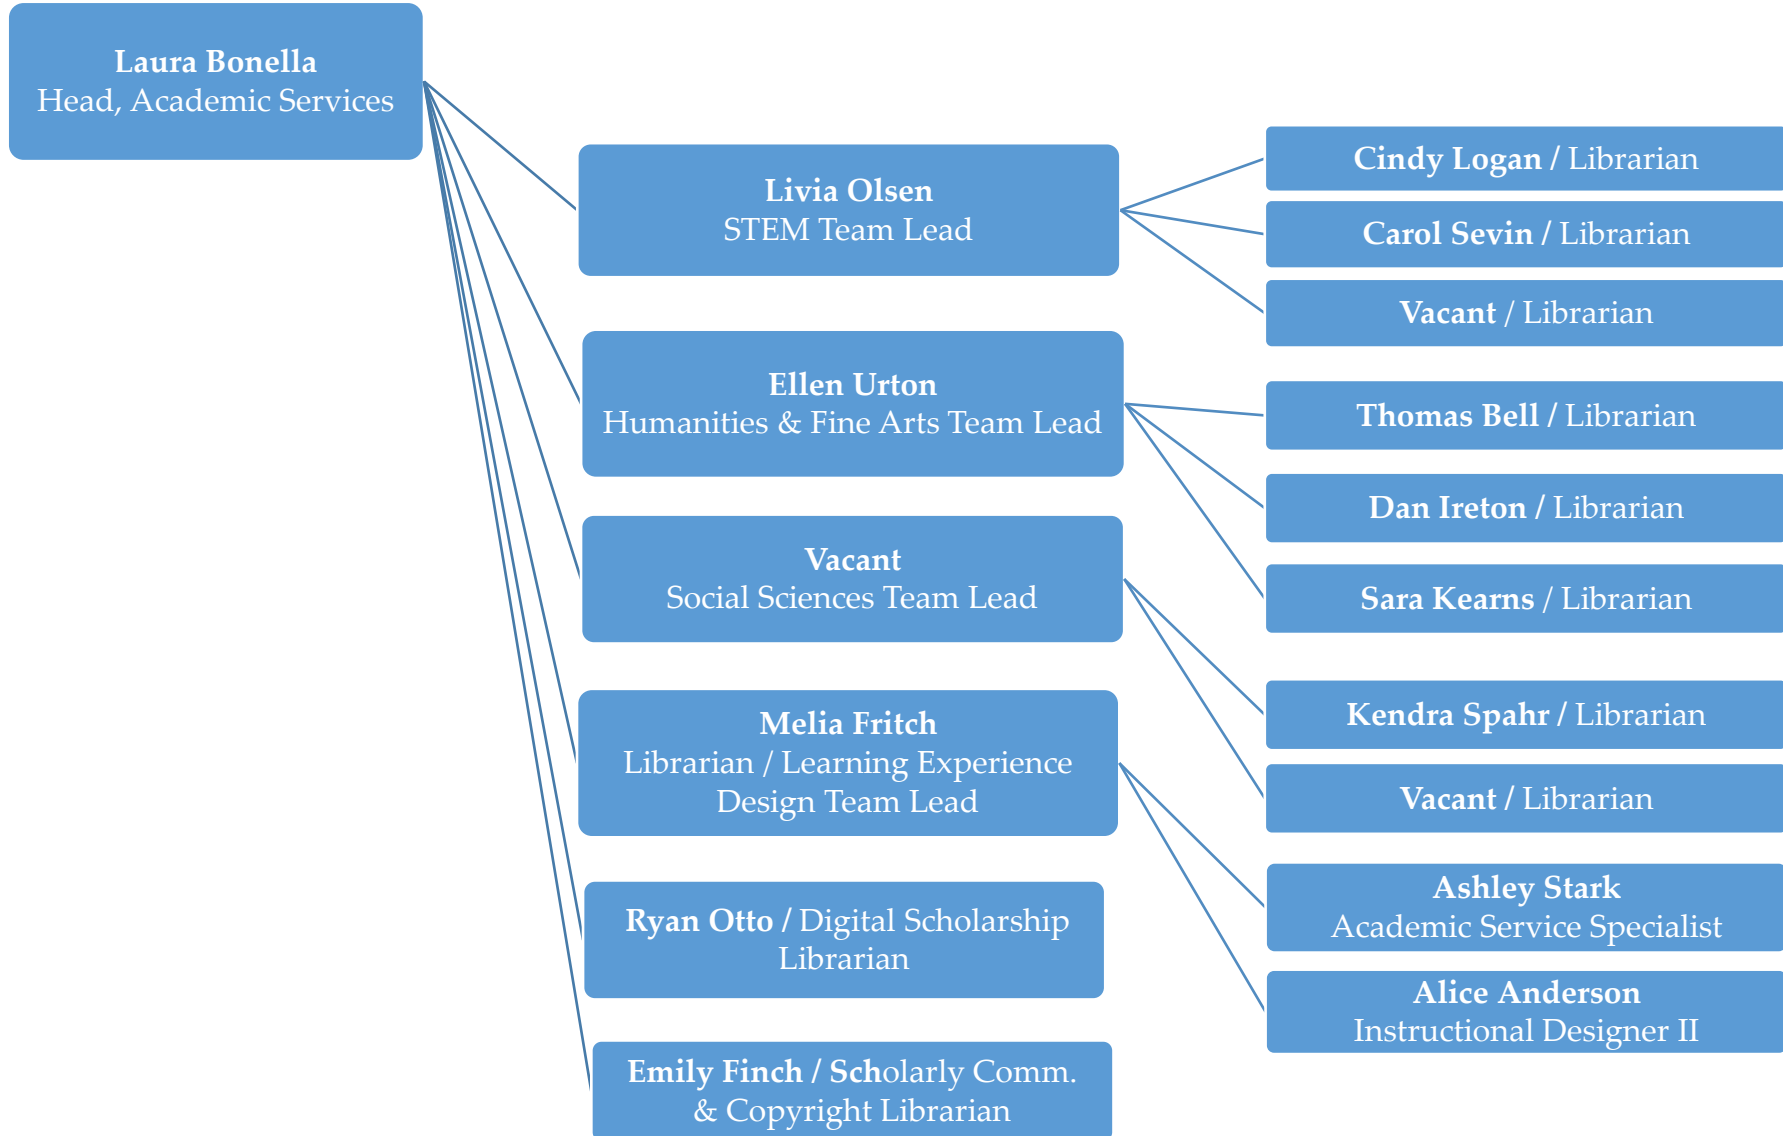 Laura Bonella
Head, Academic Services
Livia Olsen
STEM Team Lead
Cindy Logan / Librarian
Carol Sevin / Librarian
Vacant / Librarian
Ellen Urton
Humanities & Fine Arts Team Lead
Thomas Bell / Librarian
Dan Ireton / Librarian
Sara Kearns / Librarian
Vacant
Social Sciences Team Lead
Kendra Spahr / Librarian
Vacant / Librarian
Melia Fritch
Librarian / Learning Experience
Design Team Lead
Ashley Stark
Academic Service Specialist
Alice Anderson
Instructional Designer II
Ryan Otto / Digital Scholarship
Librarian
Emily Finch / Scholarly Comm.
& Copyright Librarian